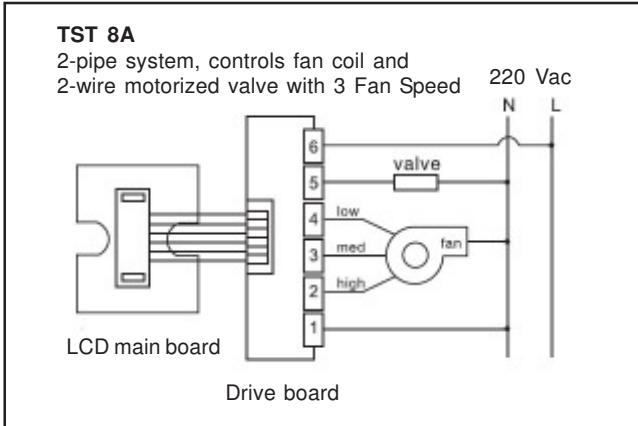 TST 8A
2-pipe system, controls fan coil and
2-wire motorized valve with 3 Fan Speed
220 Vac
N L
6
5 valve
4 low
3 med fan
2 high
1
LCD main board
Drive board